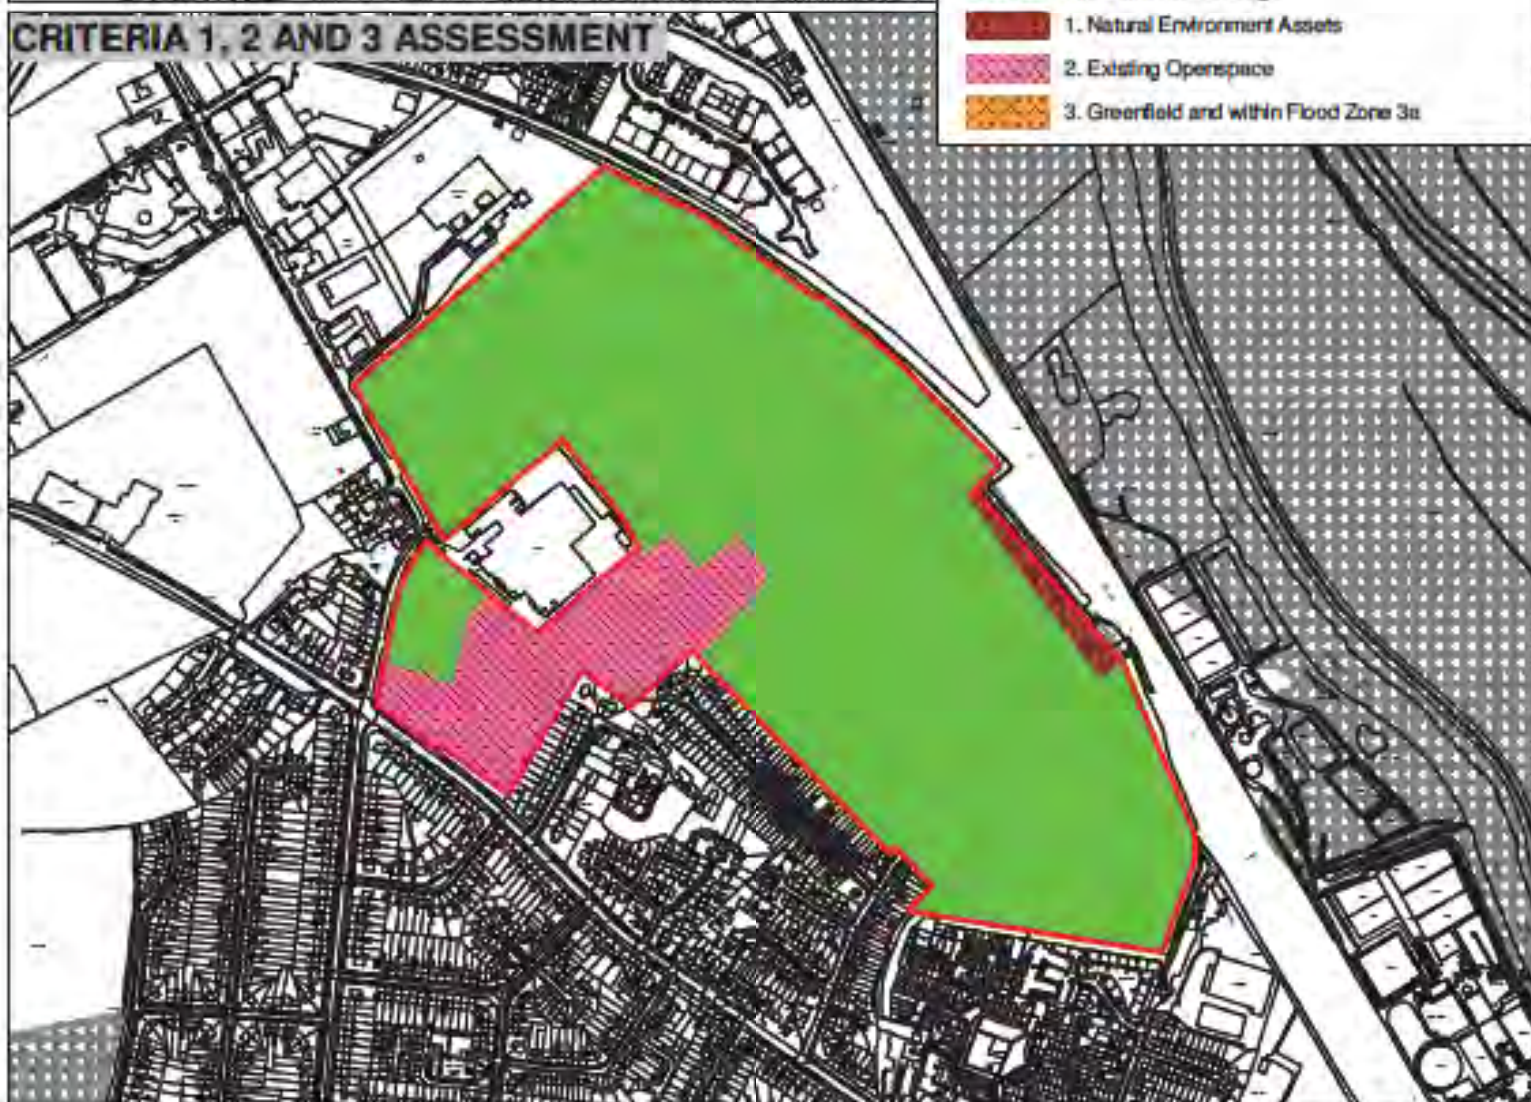 CRITERIA 1, 2 AND 3 ASSESSMENT
1. Natural Environment Assets
2. Existing Openspace
3. Greenfield and within Flood Zone 3a